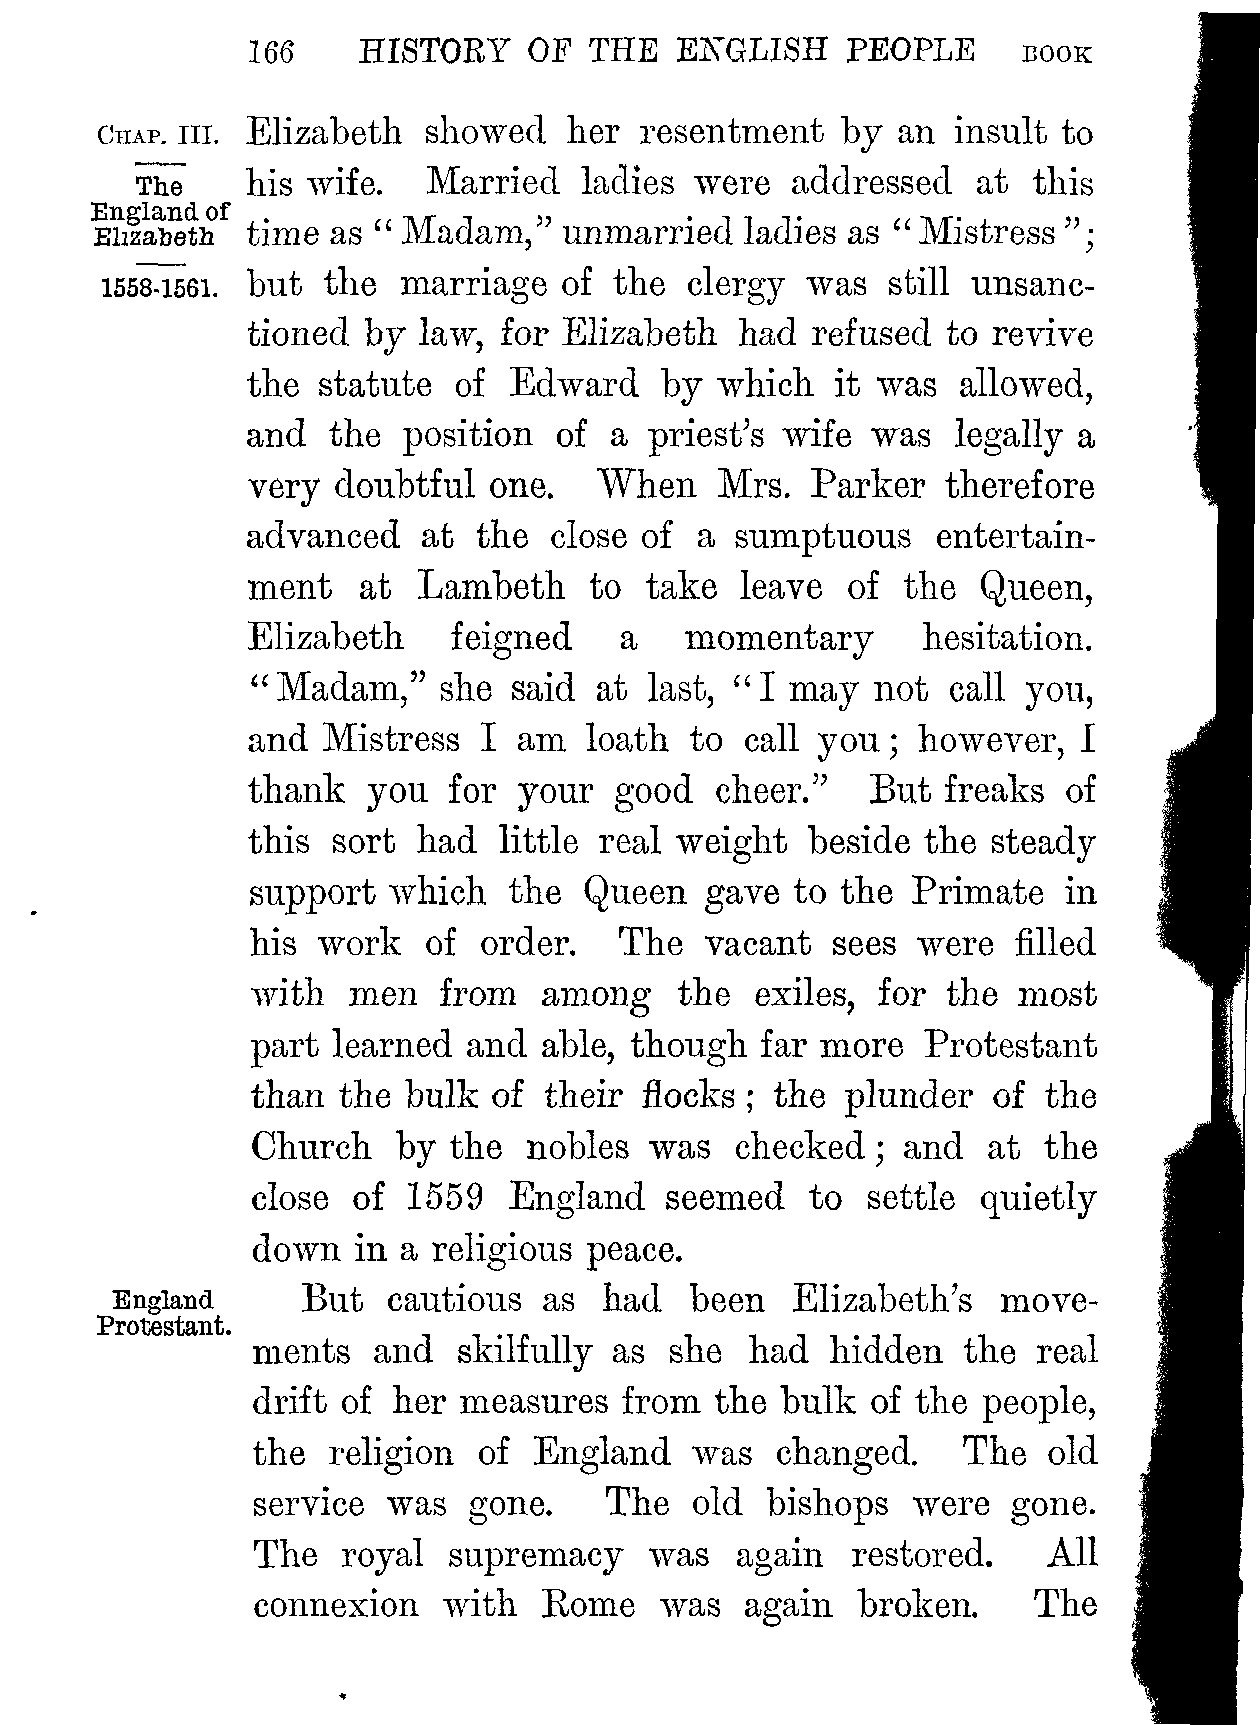 166 HISTORY OF THE ENGLISH PEOPLE BOOK
CHAP. III.
The
England of
Elizabeth
1558-1561.
Elizabeth showed her resentment by an insult to
his wife. Married ladies were addressed at this
time as “Madam,” unmarried ladies as “Mistress”;
but the marriage of the clergy was still unsanc-
tioned by law, for Elizabeth had refused to revive
the statute of Edward by which it was allowed,
and the position of a priest's wife was legally a
very doubtful one. When Mrs. Parker therefore
advanced at the close of a sumptuous entertain-
ment at Lambeth to take leave of the Queen,
Elizabeth feigned a momentary hesitation.
“Madam,” she said at last, “I may not call you,
and Mistress I am loath to call you; however, I
thank you for your good cheer.” But freaks of
this sort had little real weight beside the steady
support which the Queen gave to the Primate in
his work of order. The vacant sees were filled
with men from among the exiles, for the most
part learned and able, though far more Protestant
than the bulk of their flocks; the plunder of the
Church by the nobles was checked; and at the
close of 1559 England seemed to settle quietly
down in a religious peace.
England
Protestant.
But cautious as had been Elizabeth's move-
ments and skilfully as she had hidden the real
drift of her measures from the bulk of the people,
the religion of England was changed. The old
service was gone. The old bishops were gone.
The royal supremacy was again restored. All
connexion with Rome was again broken. The